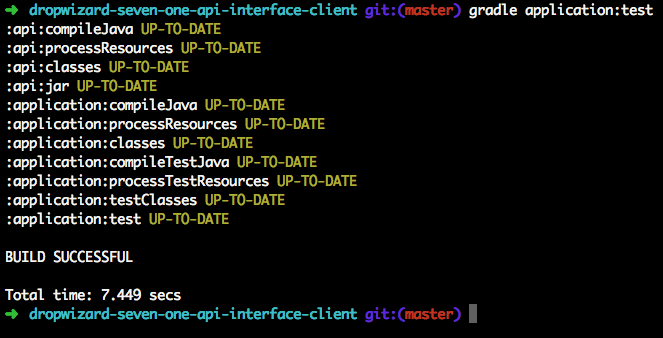 ➜ dropwizard-seven-one-api-interface-client git:(master) gradle application:test
:api:compileJava UP-TO-DATE
:api:processResources UP-TO-DATE
:api:classes UP-TO-DATE
:api:jar UP-TO-DATE
:application:compileJava UP-TO-DATE
:application:processResources UP-TO-DATE
:application:classes UP-TO-DATE
:application:compileTestJava UP-TO-DATE
:application:processTestResources UP-TO-DATE
:application:testClasses UP-TO-DATE
:application:test UP-TO-DATE
BUILD SUCCESSFUL
Total time: 7.449 secs
➜ dropwizard-seven-one-api-interface-client git:(master)